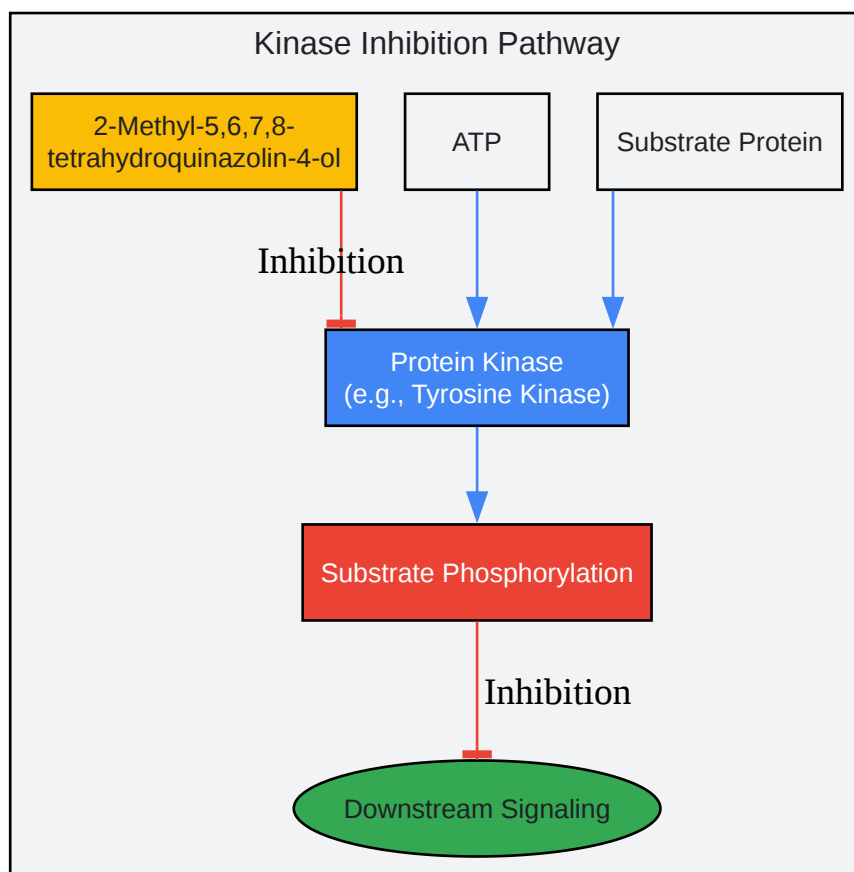 Kinase Inhibition Pathway
2-Methyl-5,6,7,8-
tetrahydroquinazolin-4-ol
ATP
Substrate Protein
Inhibition
Protein Kinase
(e.g., Tyrosine Kinase)
Substrate Phosphorylation
Inhibition
Downstream Signaling